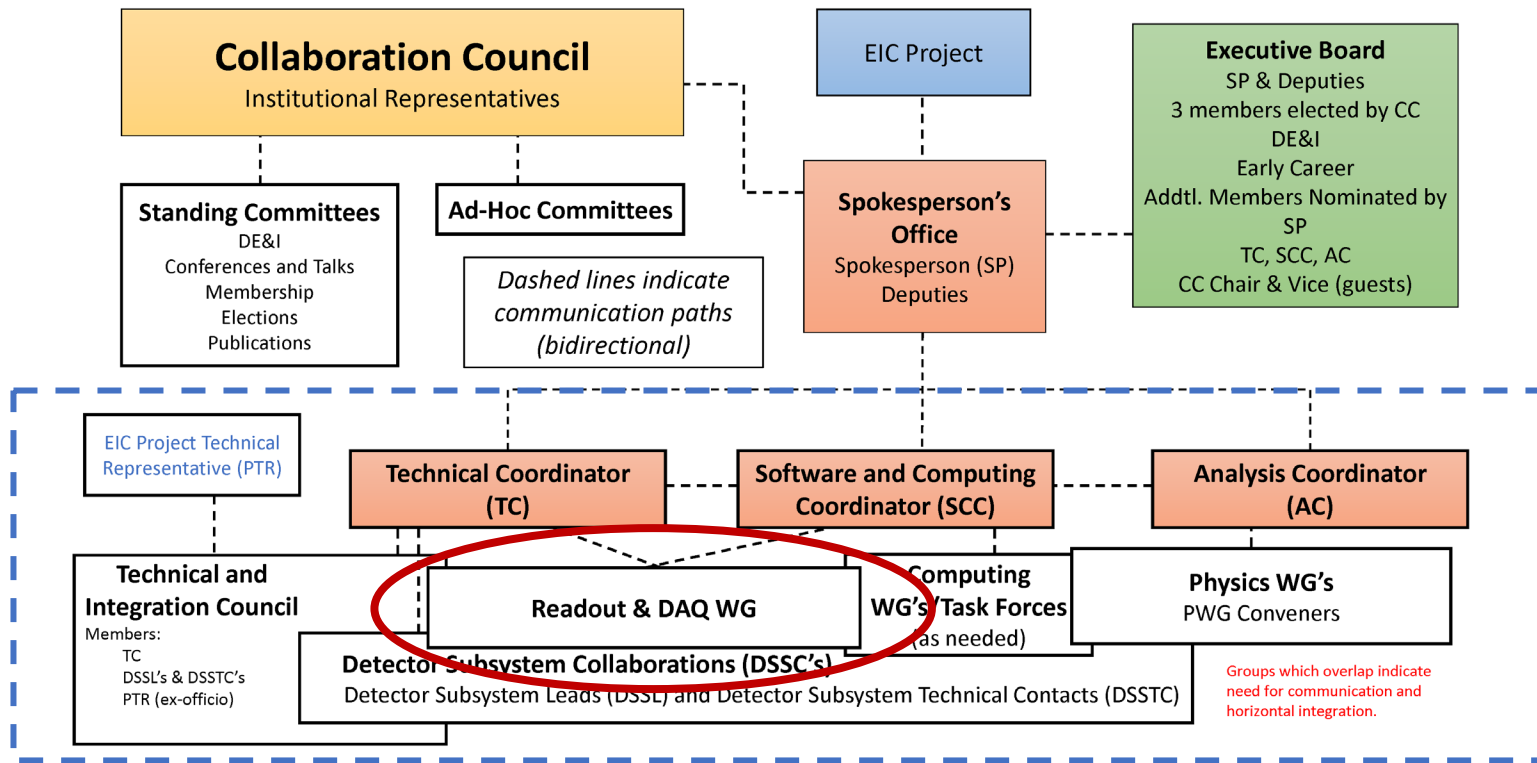 Collaboration Council
Institutional Representatives
EIC Project
Executive Board
SP & Deputies
3 members elected by CC
DE&I
Early Career
Addtl. Members Nominated by
SP
TC, SCC, AC
CC Chair & Vice (guests)
Standing Committees
DE&I
Conferences and Talks
Membership
Elections
Publications
Ad-Hoc Committees
Dashed lines indicate
communication paths
(bidirectional)
Spokesperson's
Office
Spokesperson (SP)
Deputies
EIC Project Technical
Representative (PTR)
Technical Coordinator
(TC)
Software and Computing
Coordinator (SCC)
Analysis Coordinator
(AC)
Technical and
Integration Council
Members:
TC
DSSL's & DSSTC's
PTR (ex-officio)
Readout & DAQ WG
Computing
WG's/Task Forces
(as needed)
Physics WG's
PWG Conveners
Detector Subsystem Collaborations (DSSC's)
Detector Subsystem Leads (DSSL) and Detector Subsystem Technical Contacts (DSSTC)
Groups which overlap indicate
need for communication and
horizontal integration.